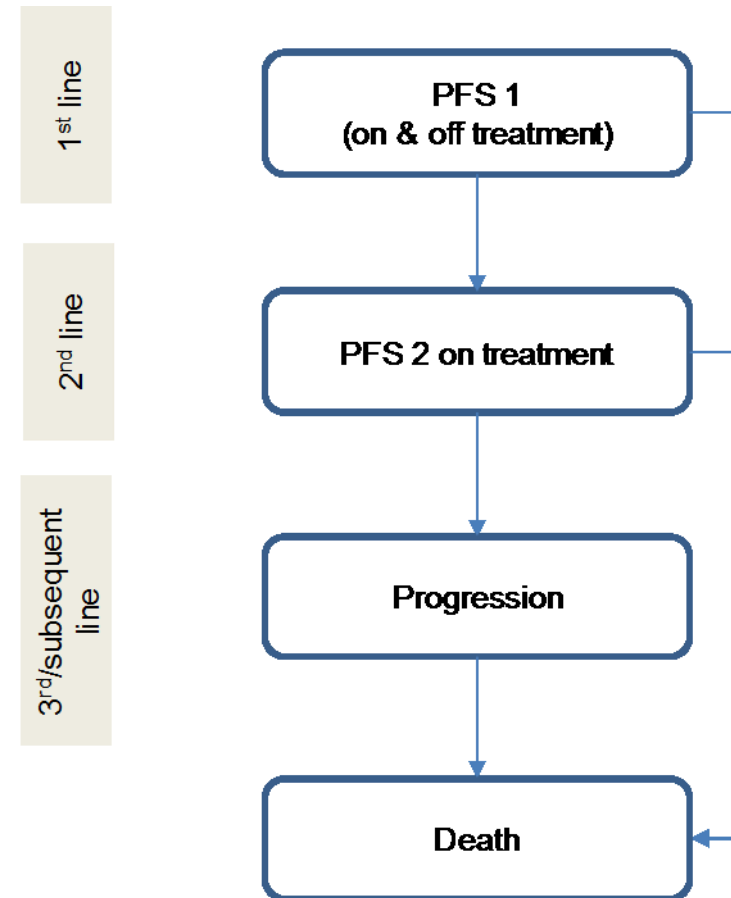 1st line
PFS 1
(on & off treatment)
2nd line
PFS 2 on treatment
3rd/subsequent
line
Progression
Death